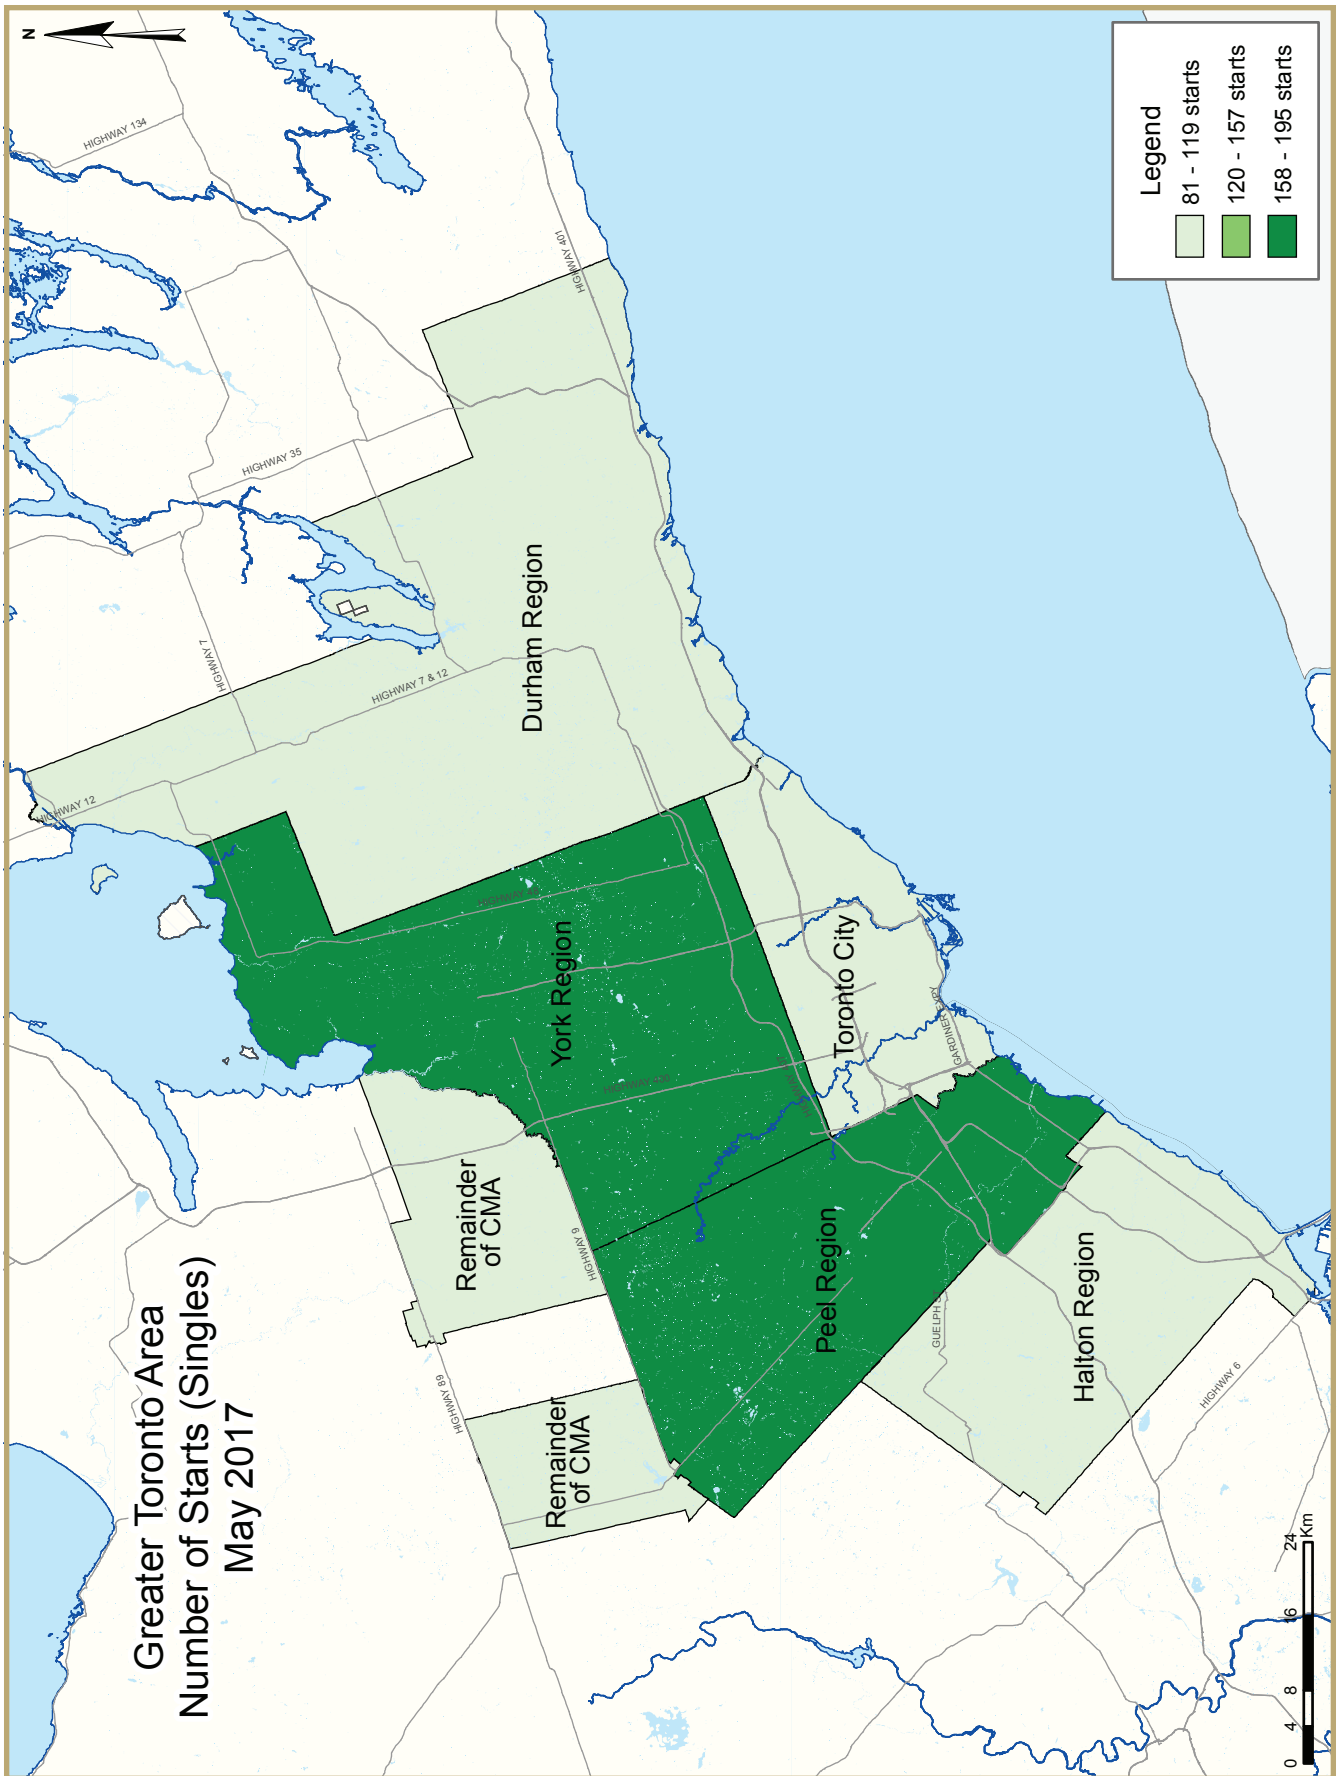 Greater Toronto Area
Number of Starts (Singles)
May 2017
N
HIGHWAY 134
HIGHWAY 401
HIGHWAY 35
HIGHWAY 7
HIGHWAY 7 & 12
HIGHWAY 12
Durham Region
York Region
Toronto City
GARDINER EXPY
Remainder
of CMA
HIGHWAY 9
HIGHWAY 89
Remainder
of CMA
Peel Region
GUELPH ST
Halton Region
HIGHWAY 6
Legend
81 - 119 starts
120 - 157 starts
158 - 195 starts
0 4 8 16 24
Km